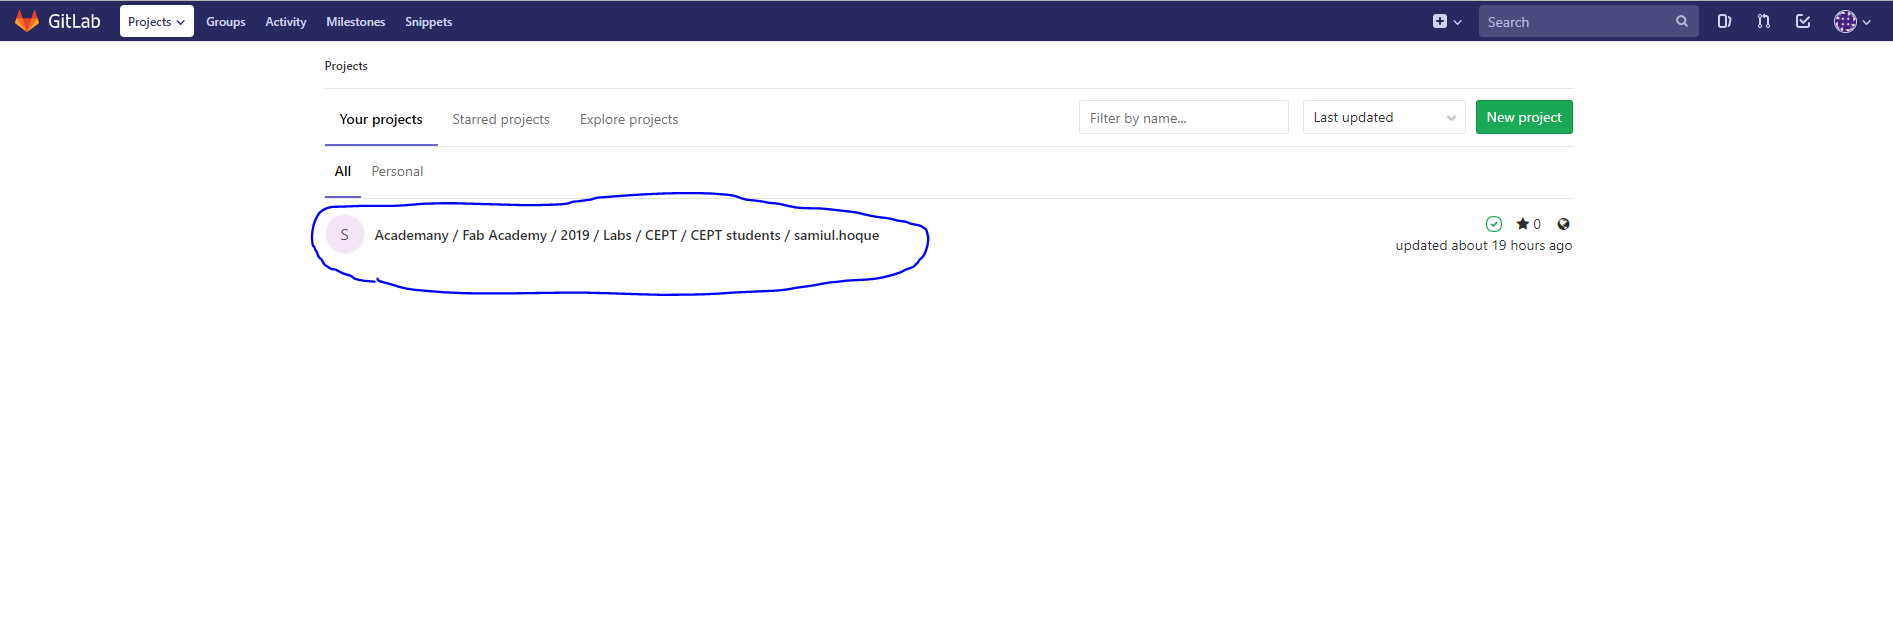 GitLab Projects Groups Activity Milestones Snippets Search
Projects
Your projects Starred projects Explore projects Filter by name... Last updated New project
All Personal
S Academany / Fab Academy / 2019 / Labs / CEPT / CEPT students / samiul.hoque 0
updated about 19 hours ago